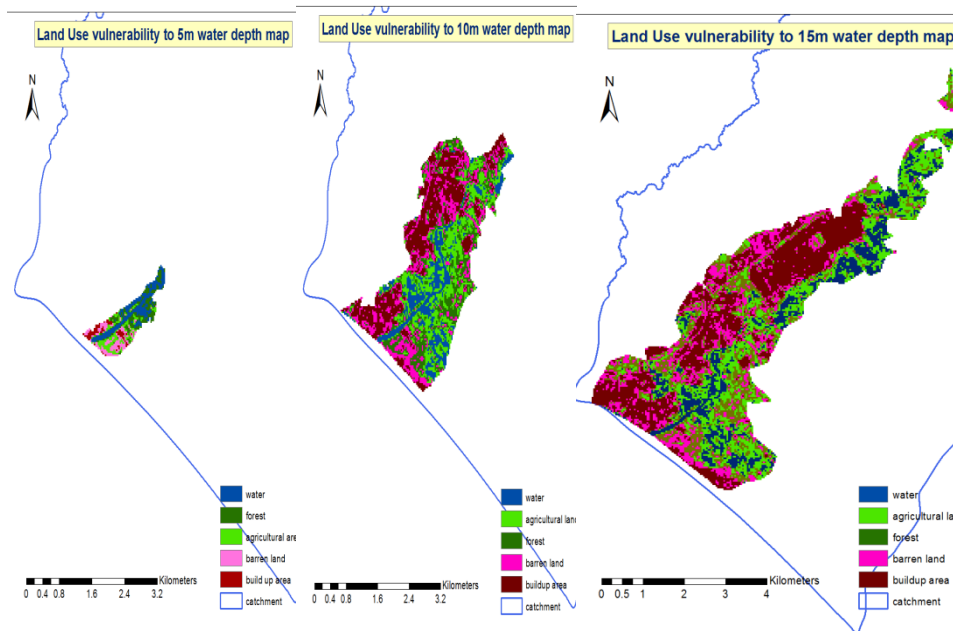 Land Use vulnerability to 5m water depth map
N
water
forest
agricultural are
barren land
build up area
catchment
Kilometers
0 0.4 0.8 1.6 2.4 3.2
Land Use vulnerability to 10m water depth map
N
water
agricultural land
forest
barren land
buildup area
catchment
Kilometers
0 0.4 0.8 1.6 2.4 3.2
Land Use vulnerability to 15m water depth map
N
water
agricultural la
forest
barren land
buildup area
catchment
Kilometers
0 0.5 1 2 3 4